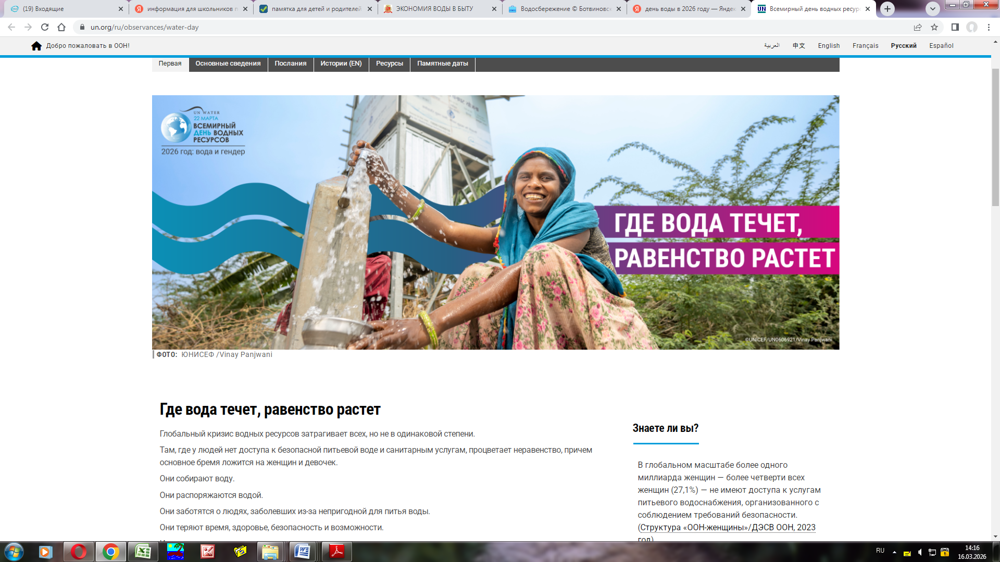 (19) Входящие
информация для школьников п
памятка для детей и родителей
ЭКОНОМИЯ ВОДЫ В БЫТУ
Водосбережение © Ботвиновск
день воды в 2026 году — Яндек
UN Всемирный день водных ресур
un.org/ru/observances/water-day
Добро пожаловать в ООН!
العربية 中文 English Français Русский Español
Первая Основные сведения Послания Истории (EN) Ресурсы Памятные даты
UN WATER
22 МАРТА
ВСЕМИРНЫЙ
ДЕНЬ ВОДНЫХ
РЕСУРСОВ
2026 год: вода и гендер
ГДЕ ВОДА ТЕЧЕТ,
РАВЕНСТВО РАСТЕТ
©UNICEF/UN0606921/Vinay Panjwani
ФОТО: ЮНИСЕФ /Vinay Panjwani
Где вода течет, равенство растет
Глобальный кризис водных ресурсов затрагивает всех, но не в одинаковой степени.
Там, где у людей нет доступа к безопасной питьевой воде и санитарным услугам, процветает неравенство, причем
основное бремя ложится на женщин и девочек.
Они собирают воду.
Они распоряжаются водой.
Они заботятся о людях, заболевших из-за непригодной для питья воды.
Они теряют время, здоровье, безопасность и возможности.
Знаете ли вы?
В глобальном масштабе более одного
миллиарда женщин — более четверти всех
женщин (27,1%) — не имеют доступа к услугам
питьевого водоснабжения, организованного с
соблюдением требований безопасности.
(Структура «ООН-женщины»/ДЭСВ ООН, 2023
год)
RU
14:16
16.03.2026